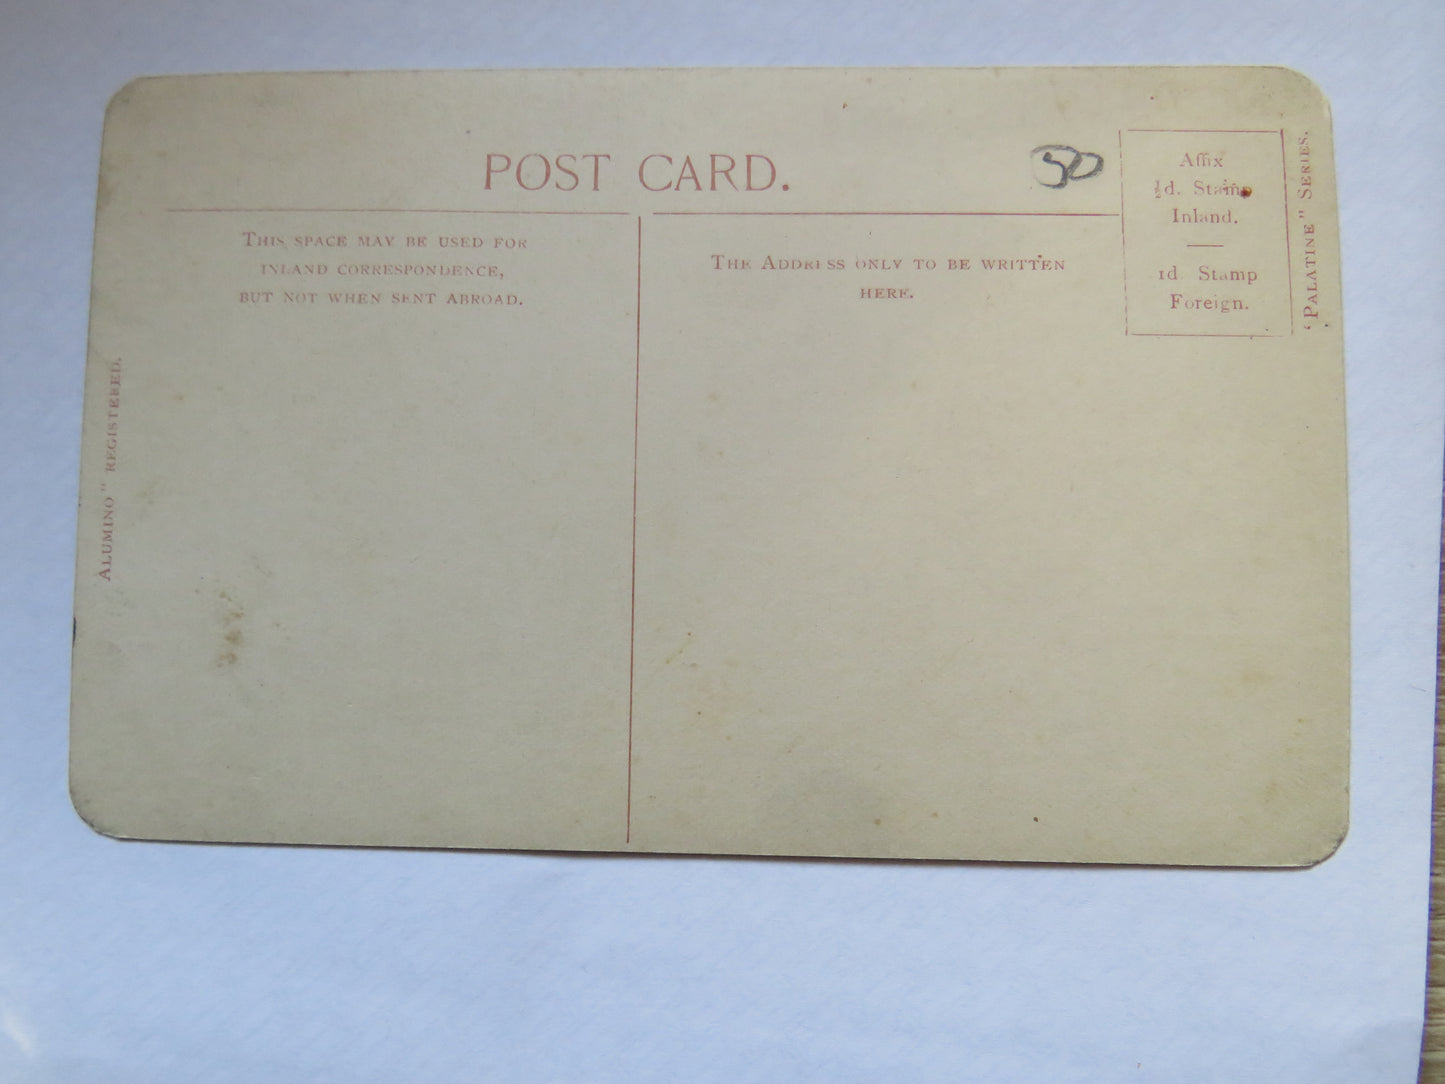 POST CARD.
50
THIS SPACE MAY BE USED FOR
INLAND CORRESPONDENCE,
BUT NOT WHEN SENT ABROAD.
THE ADDRESS ONLY TO BE WRITTEN
HERE.
Affix
½d. Stamp
Inland.
1d Stamp
Foreign.
"PALATINE" SERIES.
ALUMINO" REGISTERED.